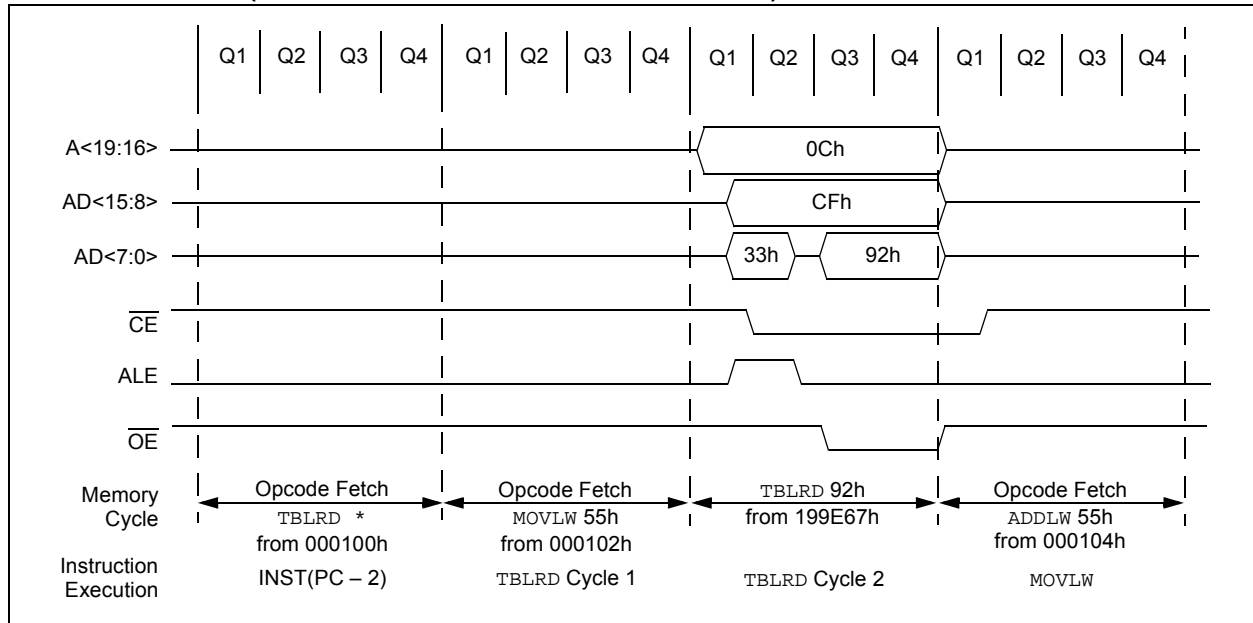 Q1 Q2 Q3 Q4 Q1 Q2 Q3 Q4 Q1 Q2 Q3 Q4 Q1 Q2 Q3 Q4
A<19:16> 0Ch
AD<15:8> CFh
AD<7:0> 33h 92h
CE
ALE
OE
Memory Cycle
Opcode Fetch
TBLRD *
from 000100h
Opcode Fetch
MOVLW 55h
from 000102h
TBLRD 92h
from 199E67h
Opcode Fetch
ADDLW 55h
from 000104h
Instruction Execution
INST(PC – 2)
TBLRD Cycle 1
TBLRD Cycle 2
MOVLW